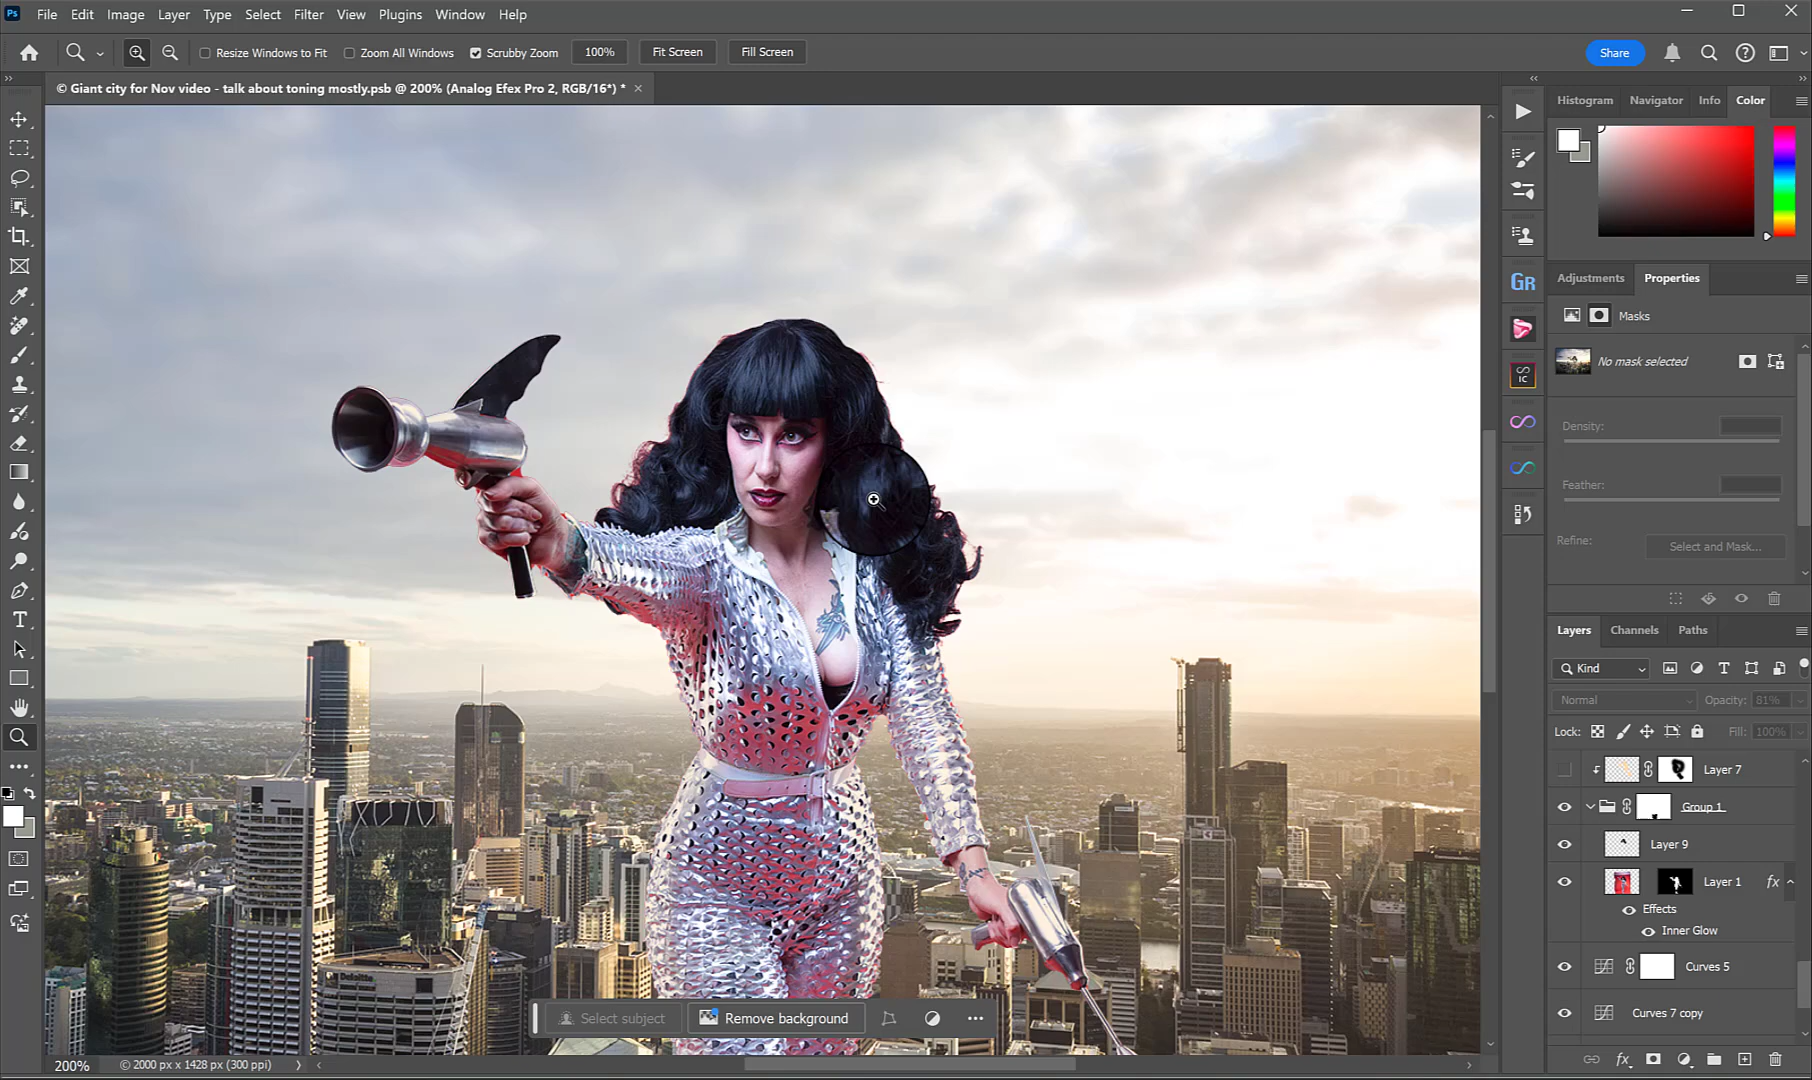 Ps File Edit Image Layer Type Select Filter View Plugins Window Help
Resize Windows to Fit Zoom All Windows Scrubby Zoom 100% Fit Screen Fill Screen Share
© Giant city for Nov video - talk about toning mostly.psb @ 200% (Analog Efex Pro 2, RGB/16*) * ×
Histogram Navigator Info Color
Adjustments Properties
Masks
No mask selected
Density:
Feather:
Refine: Select and Mask...
Gr
IC
Layers Channels Paths
Kind
Normal Opacity: 81%
Lock: Fill: 100%
Layer 7
Group 1
Layer 9
Layer 1 fx
Effects
Inner Glow
Curves 5
Curves 7 copy
fx
Deloitte
Select subject Remove background
200% © 2000 px x 1428 px (300 ppi)